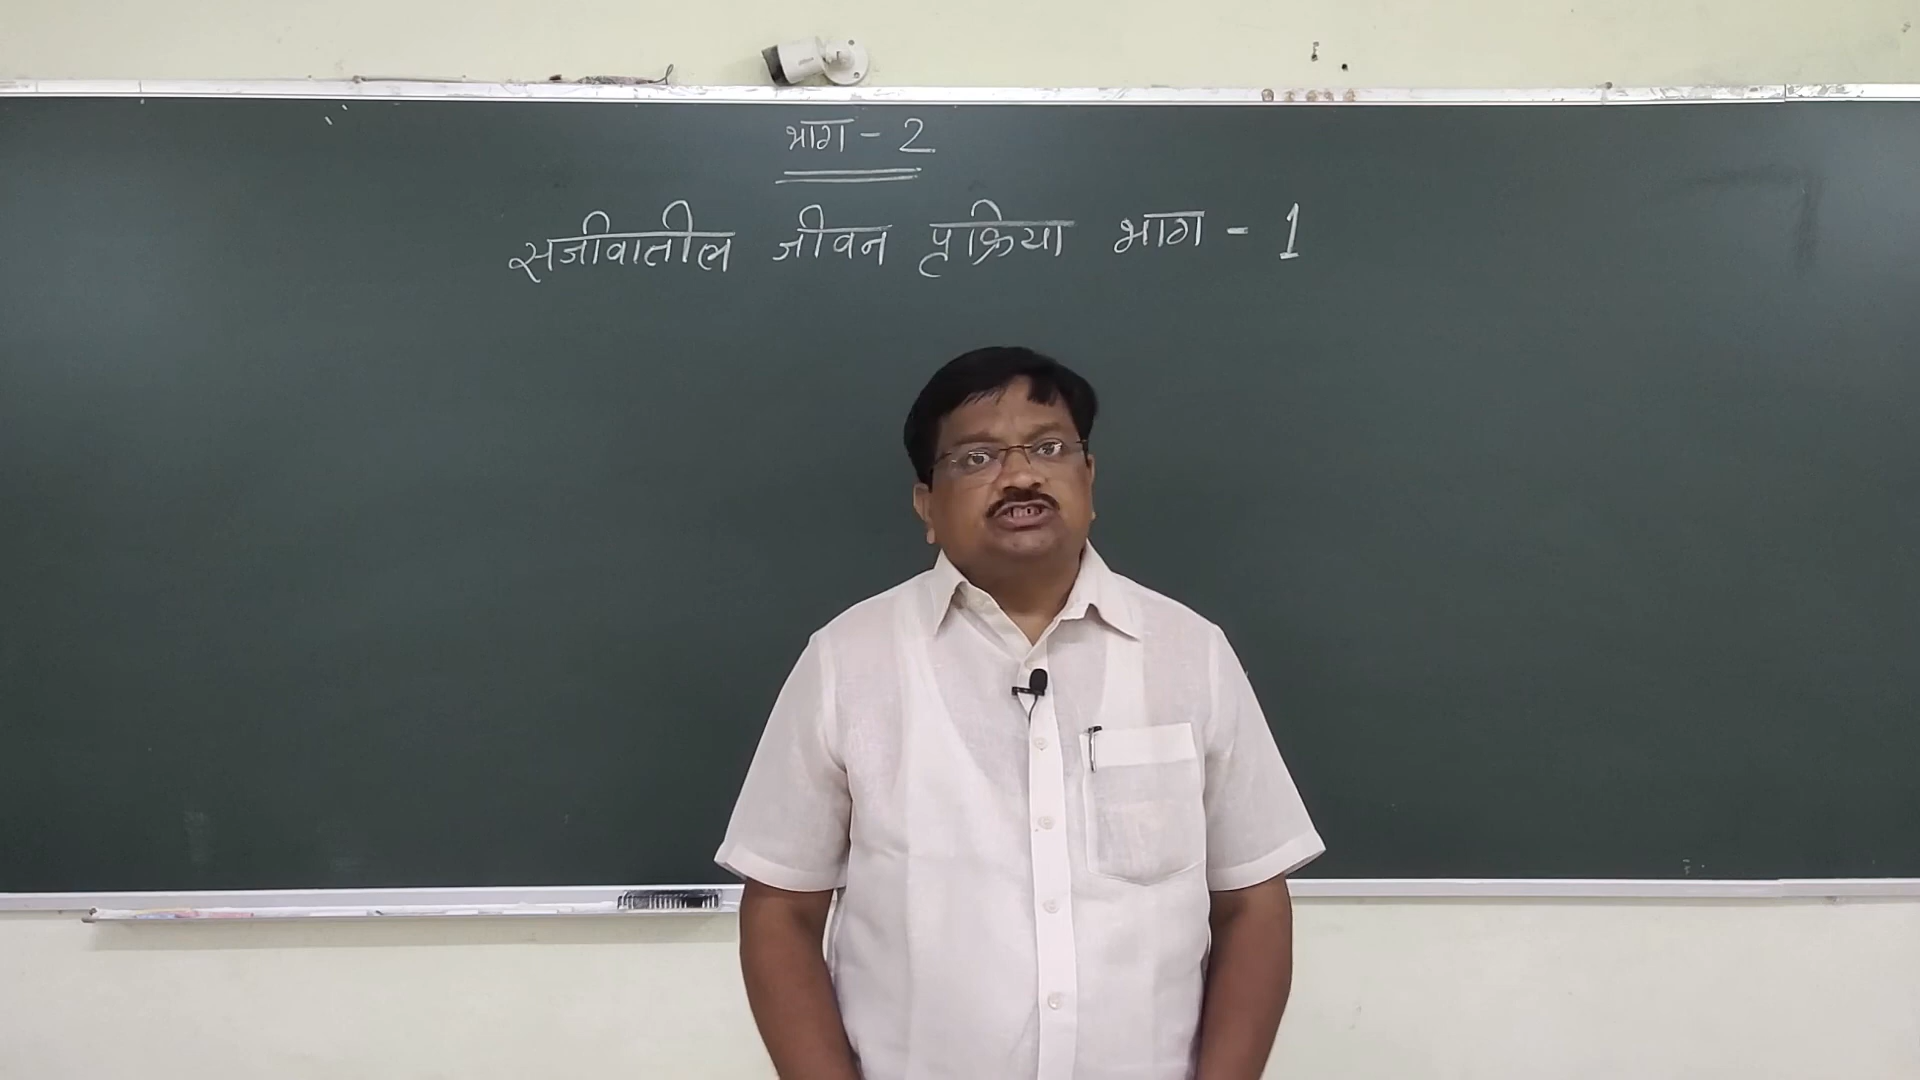 भाग - 2
सजीवातील जीवन प्रक्रिया भाग - 1